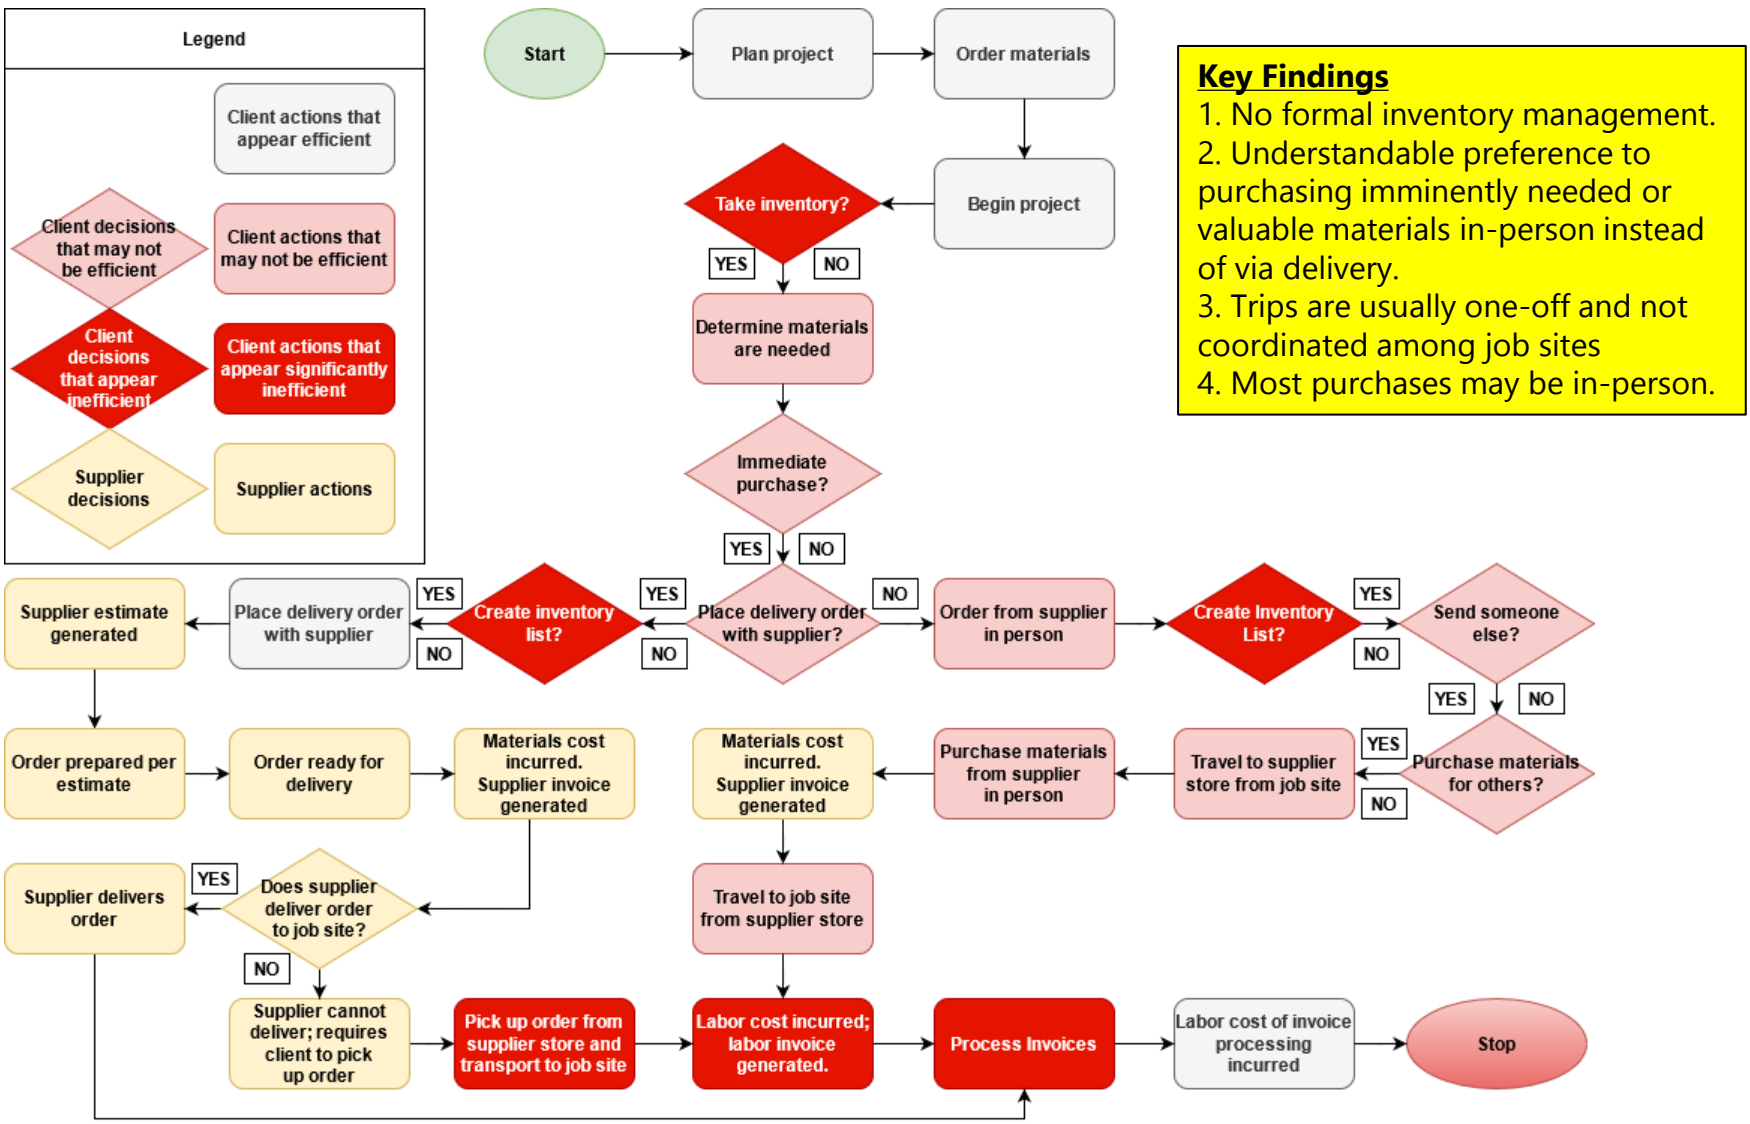 Legend
Client actions that
appear efficient
Client decisions
that may not
be efficient
Client actions that
may not be efficient
Client
decisions
that appear
inefficient
Client actions that
appear significantly
inefficient
Supplier
decisions
Supplier actions
Start
Plan project
Order materials
Key Findings
1. No formal inventory management.
2. Understandable preference to
purchasing imminently needed or
valuable materials in-person instead
of via delivery.
3. Trips are usually one-off and not
coordinated among job sites
4. Most purchases may be in-person.
Take inventory?
Begin project
YES
NO
Determine materials
are needed
Immediate
purchase?
YES
NO
Supplier estimate
generated
Place delivery order
with supplier
YES
NO
Create inventory
list?
YES
NO
Place delivery order
with supplier?
NO
Order from supplier
in person
Create Inventory
List?
YES
NO
Send someone
else?
YES
NO
Order prepared per
estimate
Order ready for
delivery
Materials cost
incurred.
Supplier invoice
generated
Materials cost
incurred.
Supplier invoice
generated
Purchase materials
from supplier
in person
Travel to supplier
store from job site
YES
NO
Purchase materials
for others?
Supplier delivers
order
YES
Does supplier
deliver order
to job site?
NO
Travel to job site
from supplier store
Supplier cannot
deliver; requires
client to pick
up order
Pick up order from
supplier store and
transport to job site
Labor cost incurred;
labor invoice
generated.
Process Invoices
Labor cost of invoice
processing
incurred
Stop